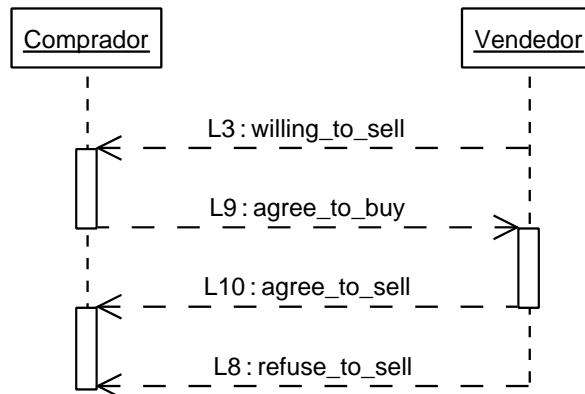 Comprador
Vendedor
L3 : willing_to_sell
L9 : agree_to_buy
L10 : agree_to_sell
L8 : refuse_to_sell